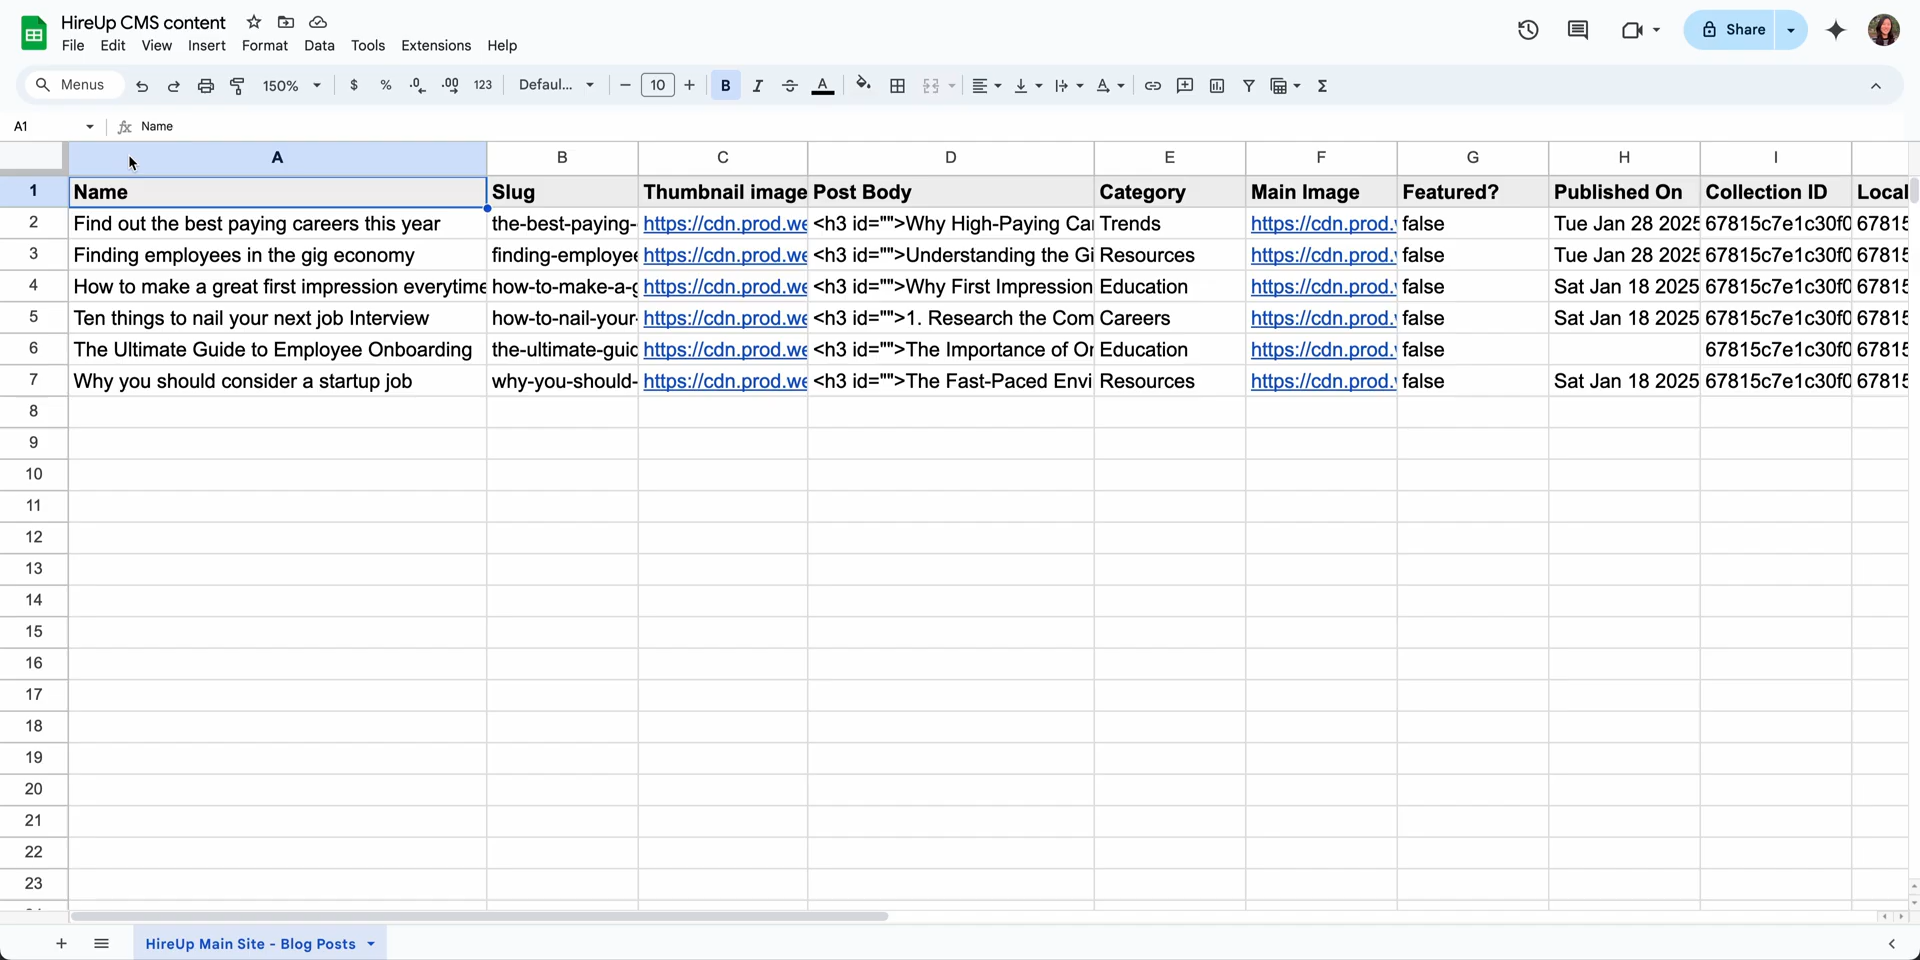 HireUp CMS content
File Edit View Insert Format Data Tools Extensions Help
Share
Menus 150% $ % .0 .00 123 Defaul... 10 B I A
A1 fx Name
A B C D E F G H I
1 Name Slug Thumbnail image Post Body Category Main Image Featured? Published On Collection ID Local
2 Find out the best paying careers this year the-best-paying- https://cdn.prod.we <h3 id="">Why High-Paying Car Trends https://cdn.prod. false Tue Jan 28 2025 67815c7e1c30f0 67815
3 Finding employees in the gig economy finding-employee https://cdn.prod.we <h3 id="">Understanding the Gi Resources https://cdn.prod. false Tue Jan 28 2025 67815c7e1c30f0 67815
4 How to make a great first impression everytime how-to-make-a-g https://cdn.prod.we <h3 id="">Why First Impression Education https://cdn.prod. false Sat Jan 18 2025 67815c7e1c30f0 67815
5 Ten things to nail your next job Interview how-to-nail-your- https://cdn.prod.we <h3 id="">1. Research the Com Careers https://cdn.prod. false Sat Jan 18 2025 67815c7e1c30f0 67815
6 The Ultimate Guide to Employee Onboarding the-ultimate-guid https://cdn.prod.we <h3 id="">The Importance of Or Education https://cdn.prod. false 67815c7e1c30f0 67815
7 Why you should consider a startup job why-you-should- https://cdn.prod.we <h3 id="">The Fast-Paced Envi Resources https://cdn.prod. false Sat Jan 18 2025 67815c7e1c30f0 67815
8
9
10
11
12
13
14
15
16
17
18
19
20
21
22
23
HireUp Main Site - Blog Posts